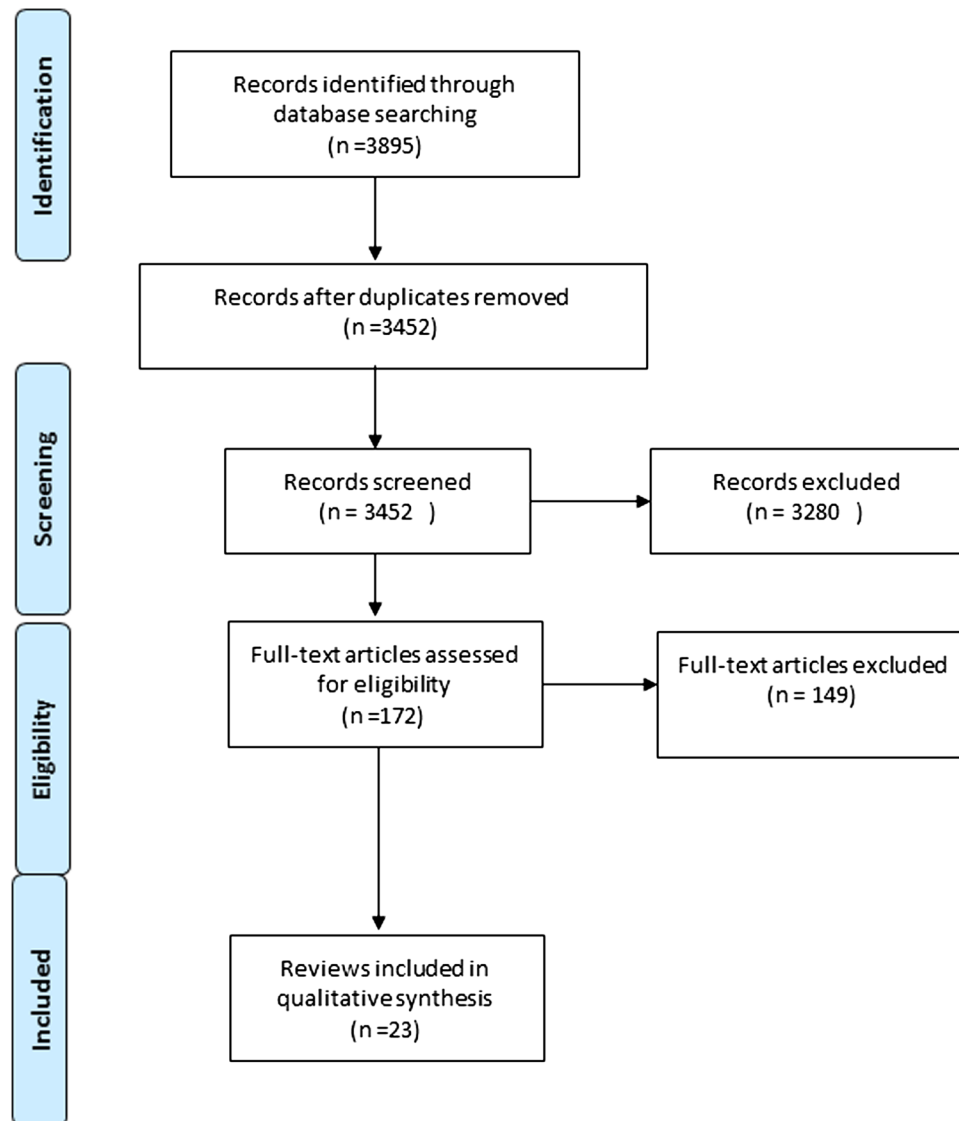 Identification
Records identified through
database searching
(n =3895)
Records after duplicates removed
(n =3452)
Screening
Records screened
(n = 3452 )
Records excluded
(n = 3280 )
Eligibility
Full-text articles assessed
for eligibility
(n =172)
Full-text articles excluded
(n = 149)
Included
Reviews included in
qualitative synthesis
(n =23)